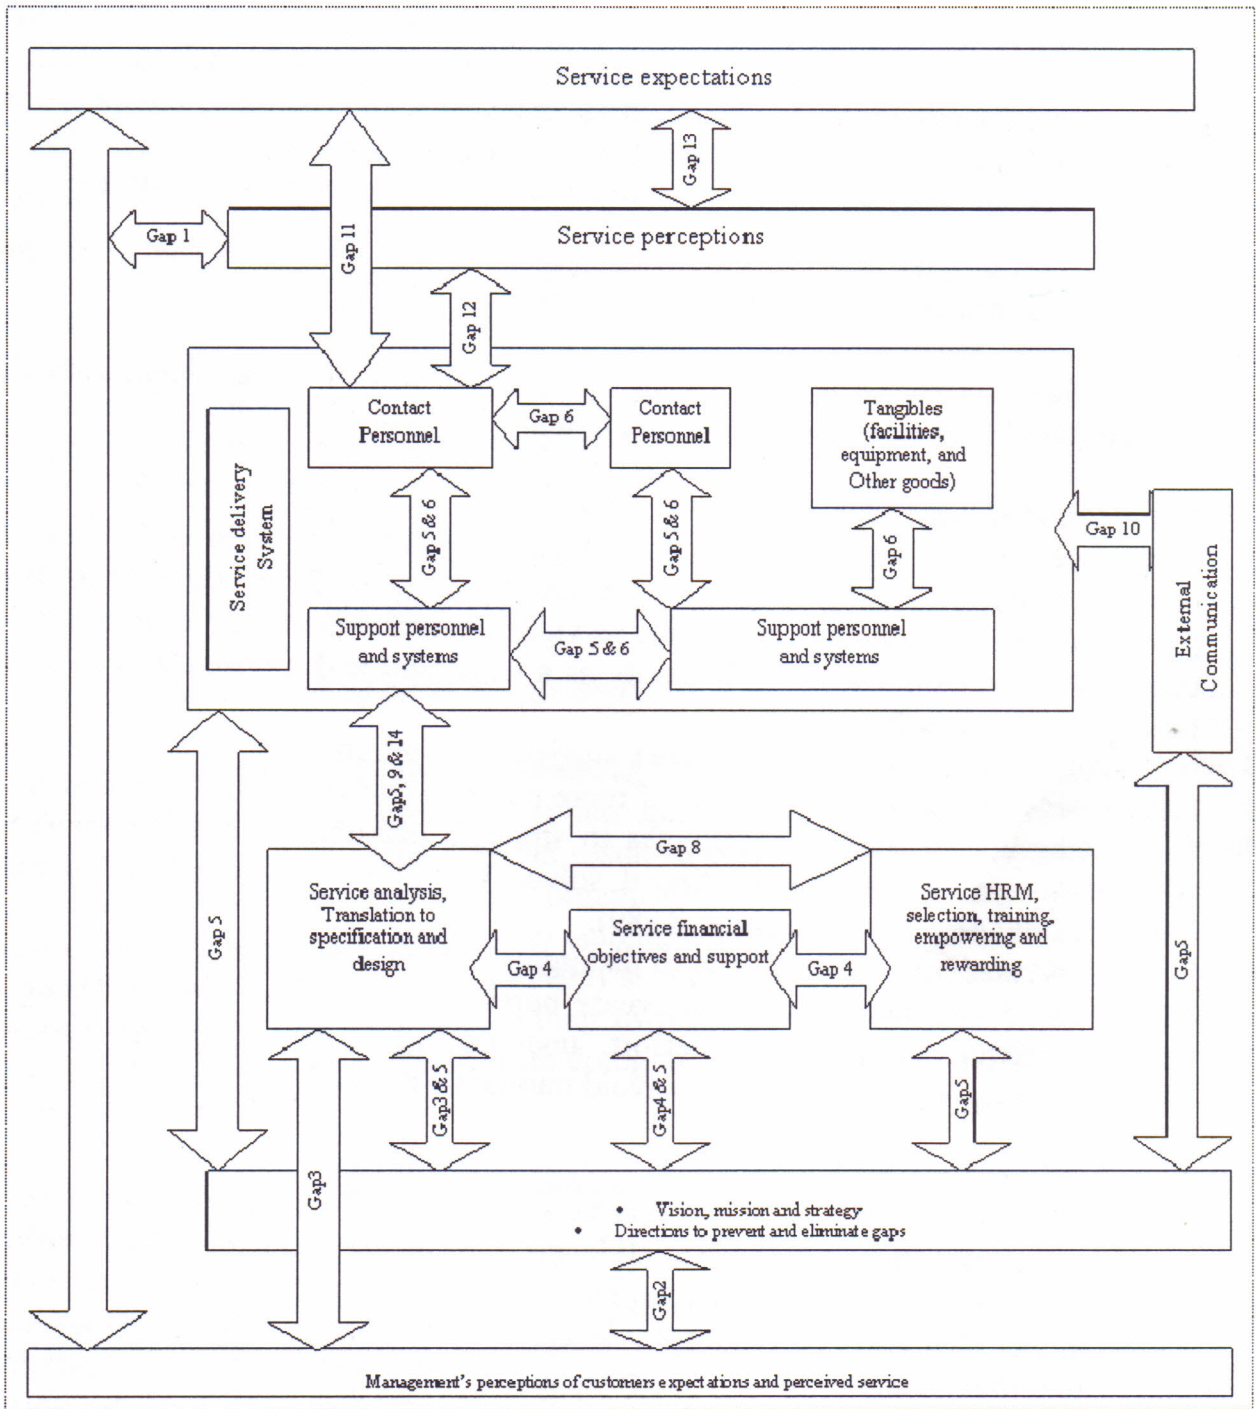 Service expectations
Gap 13
Gap 1
Gap 11
Service perceptions
Gap 12
Service delivery
System
Contact
Personnel
Gap 6
Contact
Personnel
Tangibles
(facilities,
equipment, and
Other goods)
Gap 5 & 6
Gap 5 & 6
Gap 6
Gap 10
External
Communication
Support personnel
and systems
Gap 5 & 6
Support personnel
and systems
Gap5, 9 & 14
Gap 8
Gap 5
Service analysis,
Translation to
specification and
design
Gap 4
Service financial
objectives and support
Gap 4
Service HRM,
selection, training,
empowering and
rewarding
Gap5
Gap3
Gap3 & 5
Gap4 & 5
Gap5
• Vision, mission and strategy
• Directions to prevent and eliminate gaps
Gap2
Management's perceptions of customers expectations and perceived service